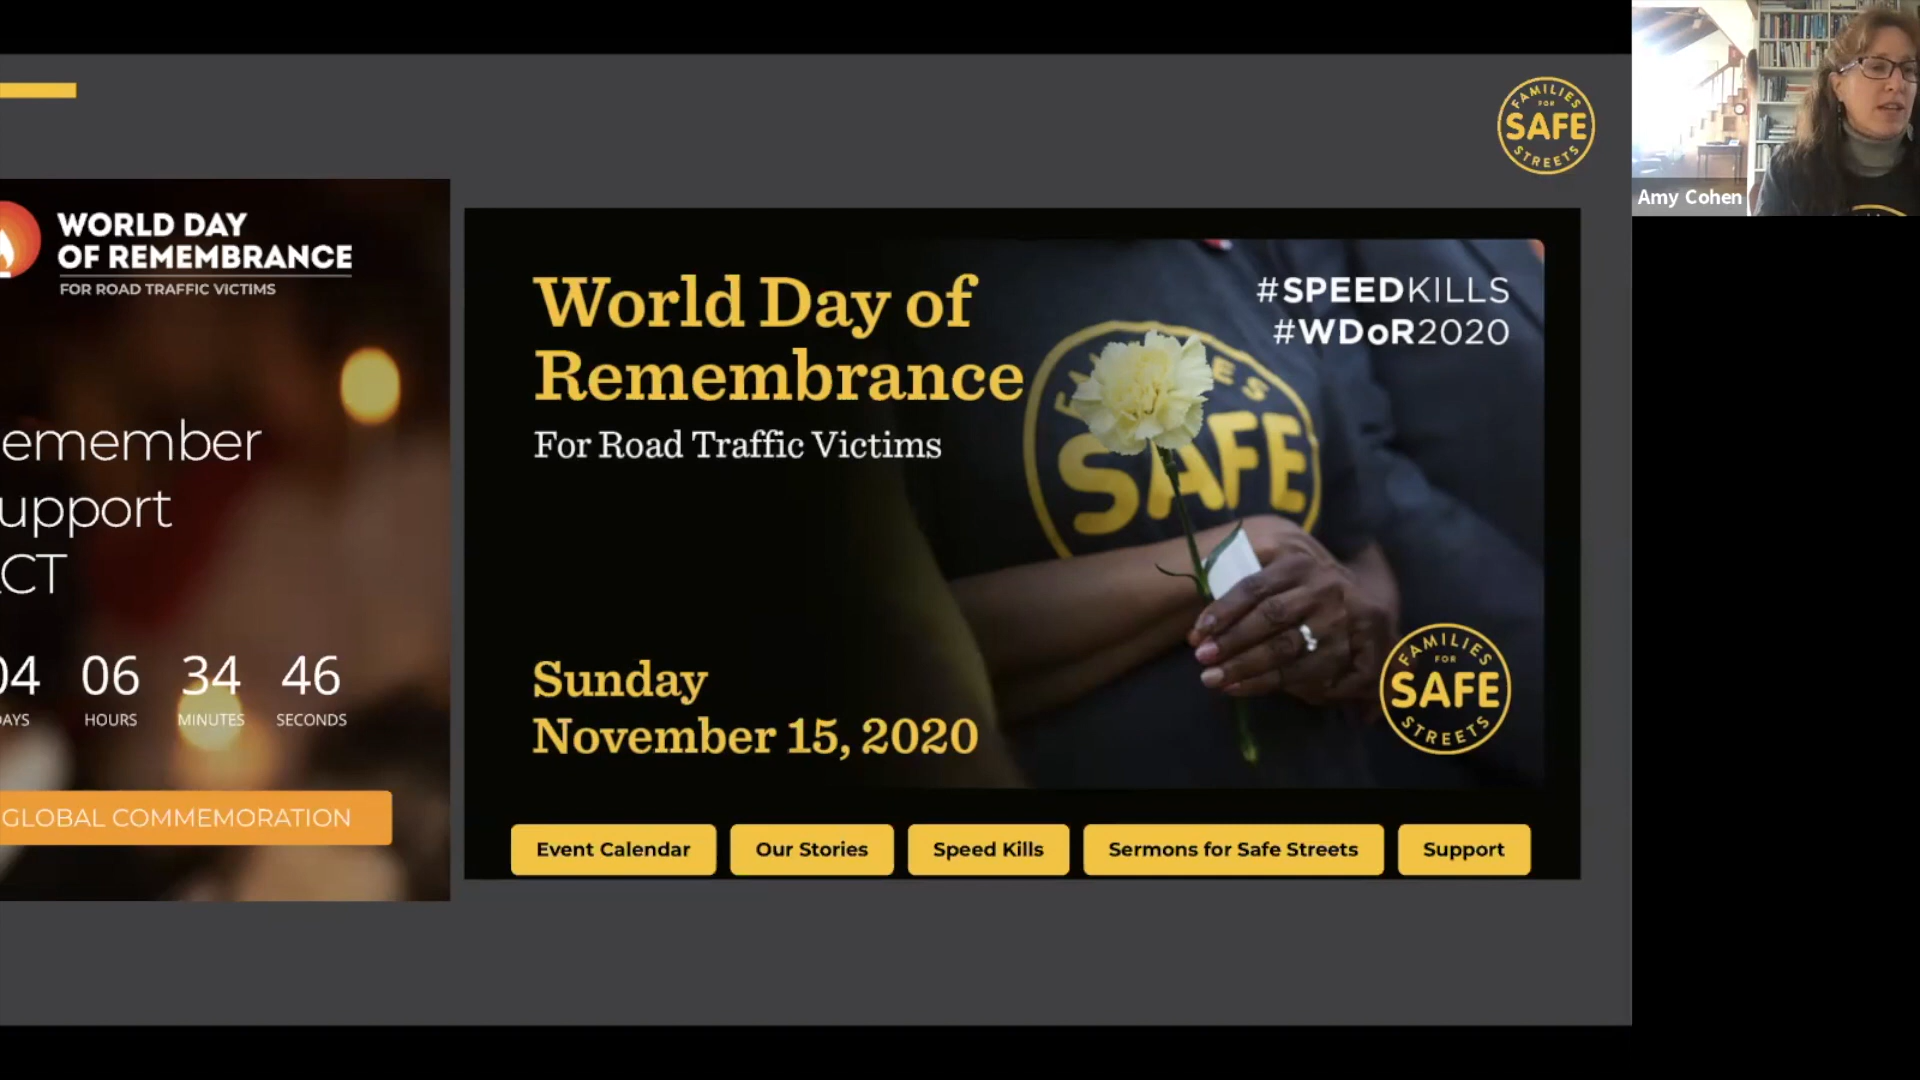 FAMILIES
FOR
SAFE
STREETS
Amy Cohen
WORLD DAY
OF REMEMBRANCE
FOR ROAD TRAFFIC VICTIMS
emember
upport
CT
04 06 34 46
DAYS HOURS MINUTES SECONDS
GLOBAL COMMEMORATION
World Day of
Remembrance
For Road Traffic Victims
#SPEEDKILLS
#WDoR2020
SAFE
Sunday
November 15, 2020
FAMILIES
FOR
SAFE
STREETS
Event Calendar Our Stories Speed Kills Sermons for Safe Streets Support